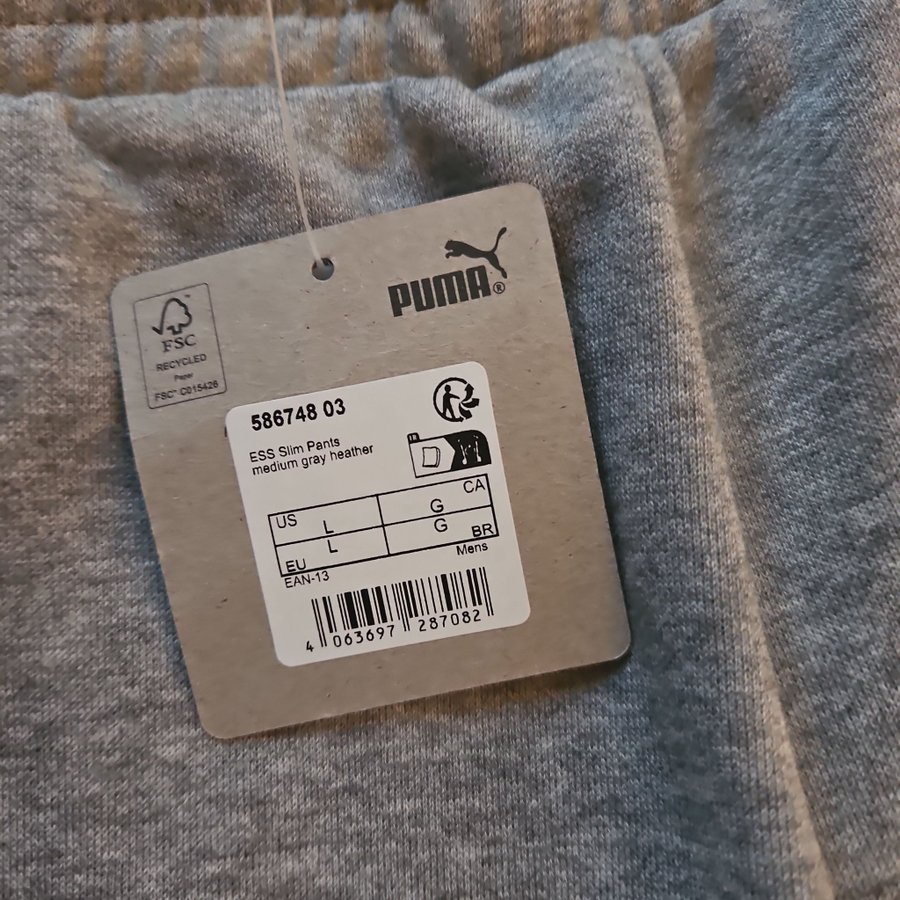 PUMA®
FSC
RECYCLED
Paper
FSC® C015426
586748 03
ESS Slim Pants
medium gray heather
US L
G CA
EU L
G BR
Mens
EAN-13
4 063697 287082